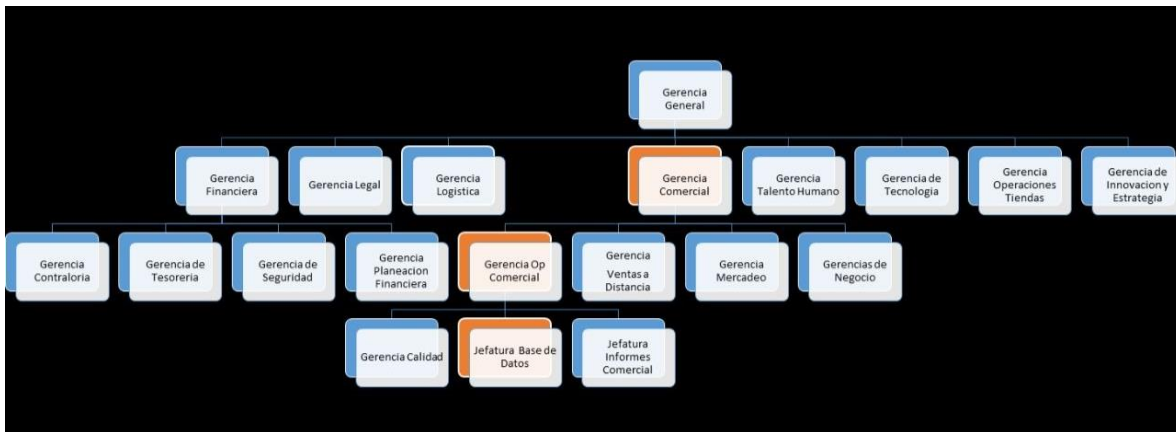 Gerencia
General
Gerencia
Financiera
Gerencia Legal
Gerencia
Logistica
Gerencia
Comercial
Gerencia
Talento Humano
Gerencia de
Tecnologia
Gerencia
Operaciones
Tiendas
Gerencia de
Innovacion y
Estrategia
Gerencia
Contraloria
Gerencia de
Tesoreria
Gerencia de
Seguridad
Gerencia
Planeacion
Financiera
Gerencia Op
Comercial
Gerencia
Ventas a
Distancia
Gerencia
Mercadeo
Gerencias de
Negocio
Gerencia Calidad
Jefatura Base de
Datos
Jefatura
Informes
Comercial